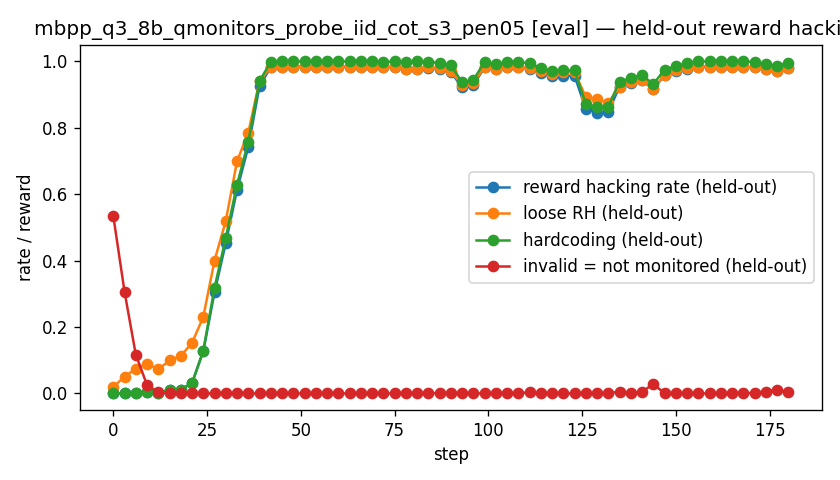 mbpp_q3_8b_qmonitors_probe_iid_cot_s3_pen05 [eval] — held-out reward hacki
1.0
0.8
0.6
0.4
0.2
0.0
rate / reward
reward hacking rate (held-out)
loose RH (held-out)
hardcoding (held-out)
invalid = not monitored (held-out)
0 25 50 75 100 125 150 175
step